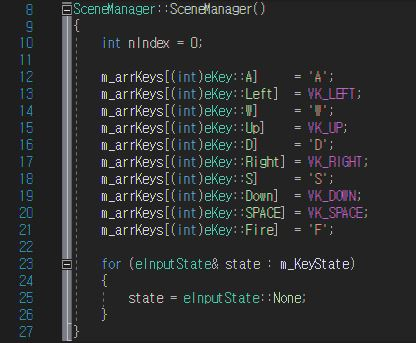 8 SceneManager::SceneManager()
9 {
10 int nIndex = 0;
11
12 m_arrKeys[(int)eKey::A] = 'A';
13 m_arrKeys[(int)eKey::Left] = VK_LEFT;
14 m_arrKeys[(int)eKey::W] = 'W';
15 m_arrKeys[(int)eKey::Up] = VK_UP;
16 m_arrKeys[(int)eKey::D] = 'D';
17 m_arrKeys[(int)eKey::Right] = VK_RIGHT;
18 m_arrKeys[(int)eKey::S] = 'S';
19 m_arrKeys[(int)eKey::Down] = VK_DOWN;
20 m_arrKeys[(int)eKey::SPACE] = VK_SPACE;
21 m_arrKeys[(int)eKey::Fire] = 'F';
22
23 for (eInputState& state : m_KeyState)
24 {
25 state = eInputState::None;
26 }
27 }